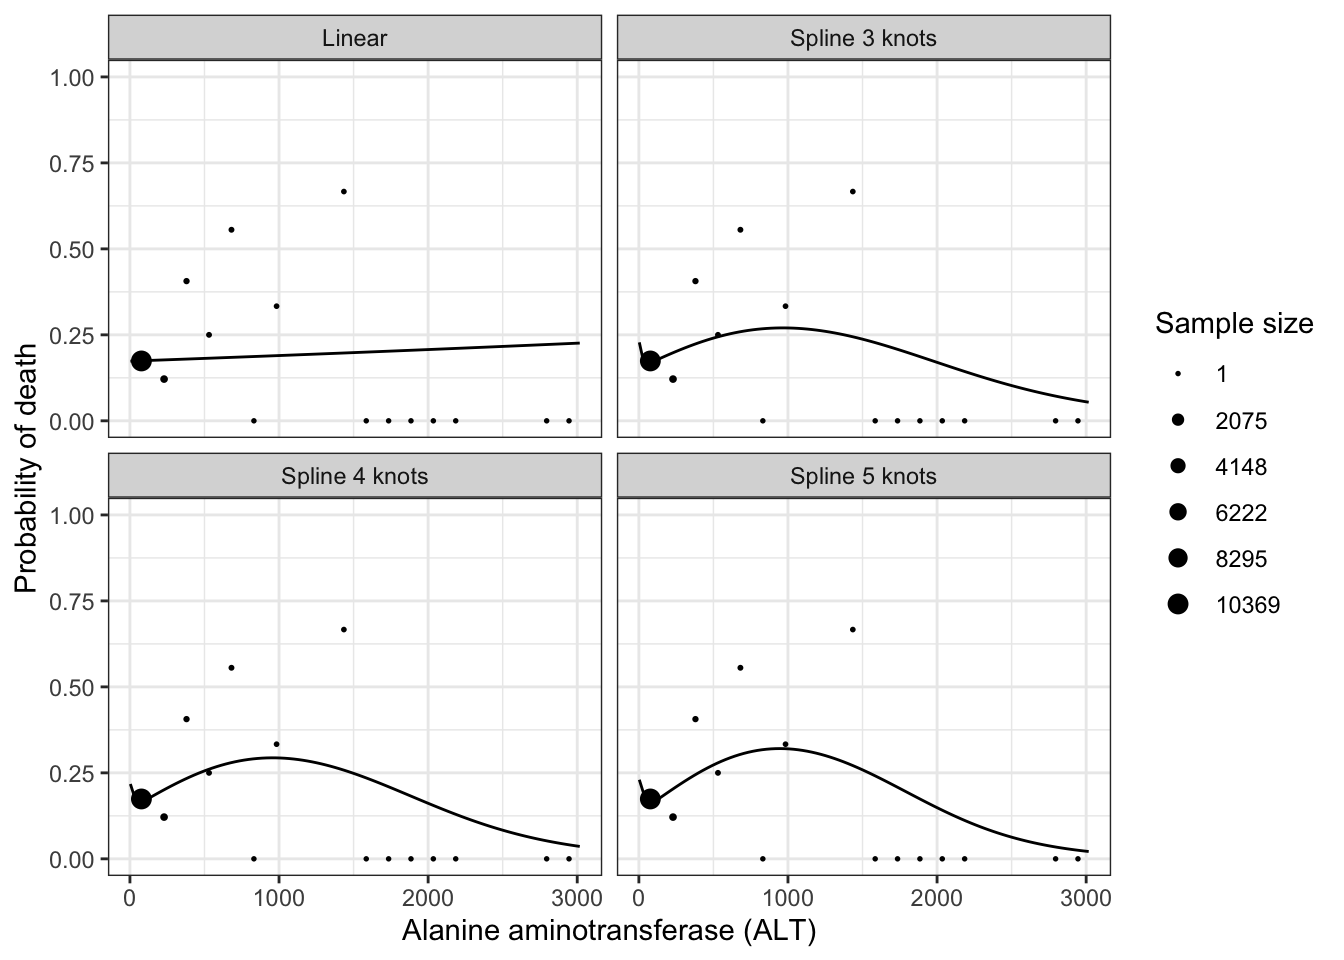 Linear
Spline 3 knots
1.00
0.75
0.50
0.25
0.00
Spline 4 knots
Spline 5 knots
1.00
0.75
0.50
0.25
0.00
0 1000 2000 3000
0 1000 2000 3000
Alanine aminotransferase (ALT)
Probability of death
Sample size
1
2075
4148
6222
8295
10369